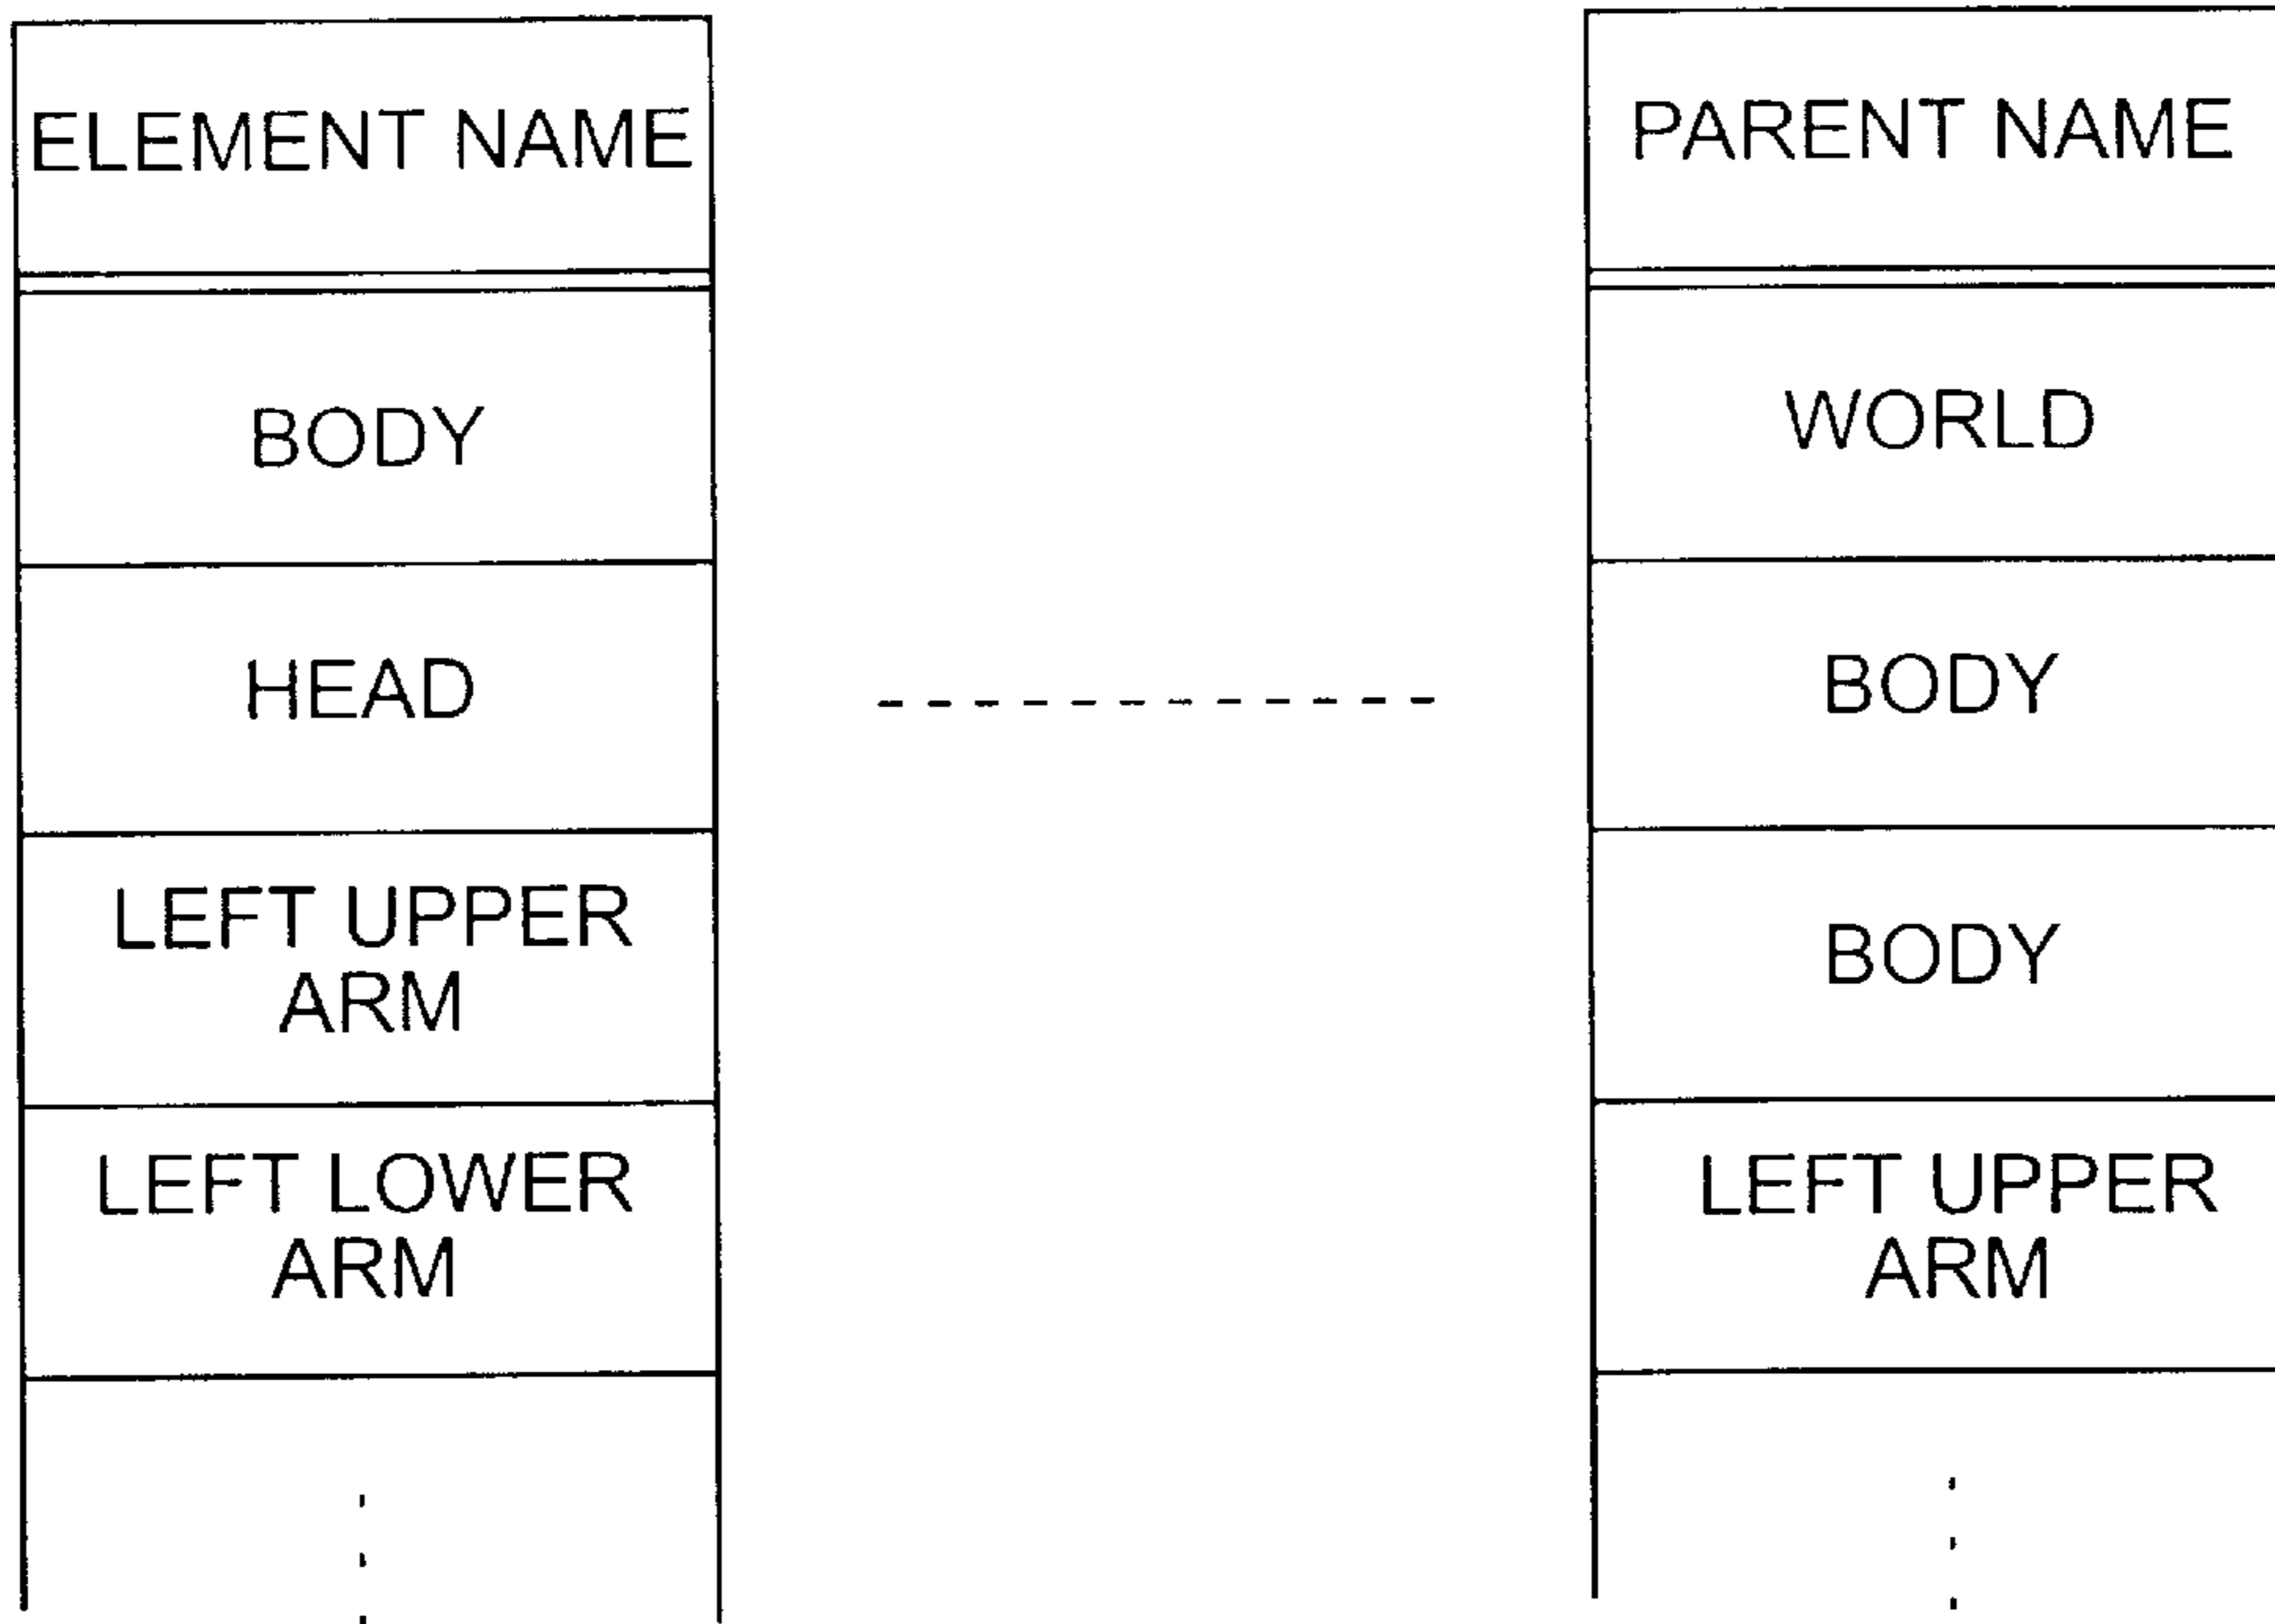 ELEMENT NAME
PARENT NAME
BODY
WORLD
HEAD
BODY
LEFT UPPER
ARM
BODY
LEFT LOWER
ARM
LEFT UPPER
ARM